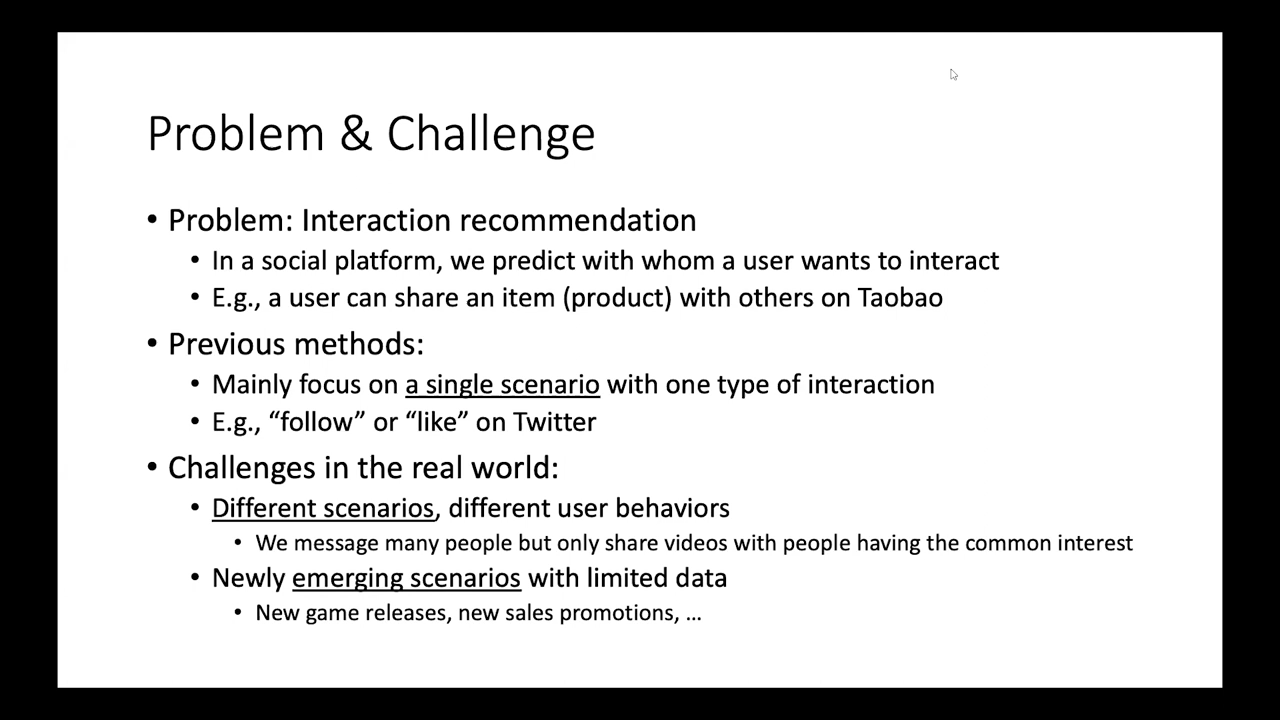 Problem & Challenge
• Problem: Interaction recommendation
• In a social platform, we predict with whom a user wants to interact
• E.g., a user can share an item (product) with others on Taobao
• Previous methods:
• Mainly focus on a single scenario with one type of interaction
• E.g., “follow” or “like” on Twitter
• Challenges in the real world:
• Different scenarios, different user behaviors
• We message many people but only share videos with people having the common interest
• Newly emerging scenarios with limited data
• New game releases, new sales promotions, …